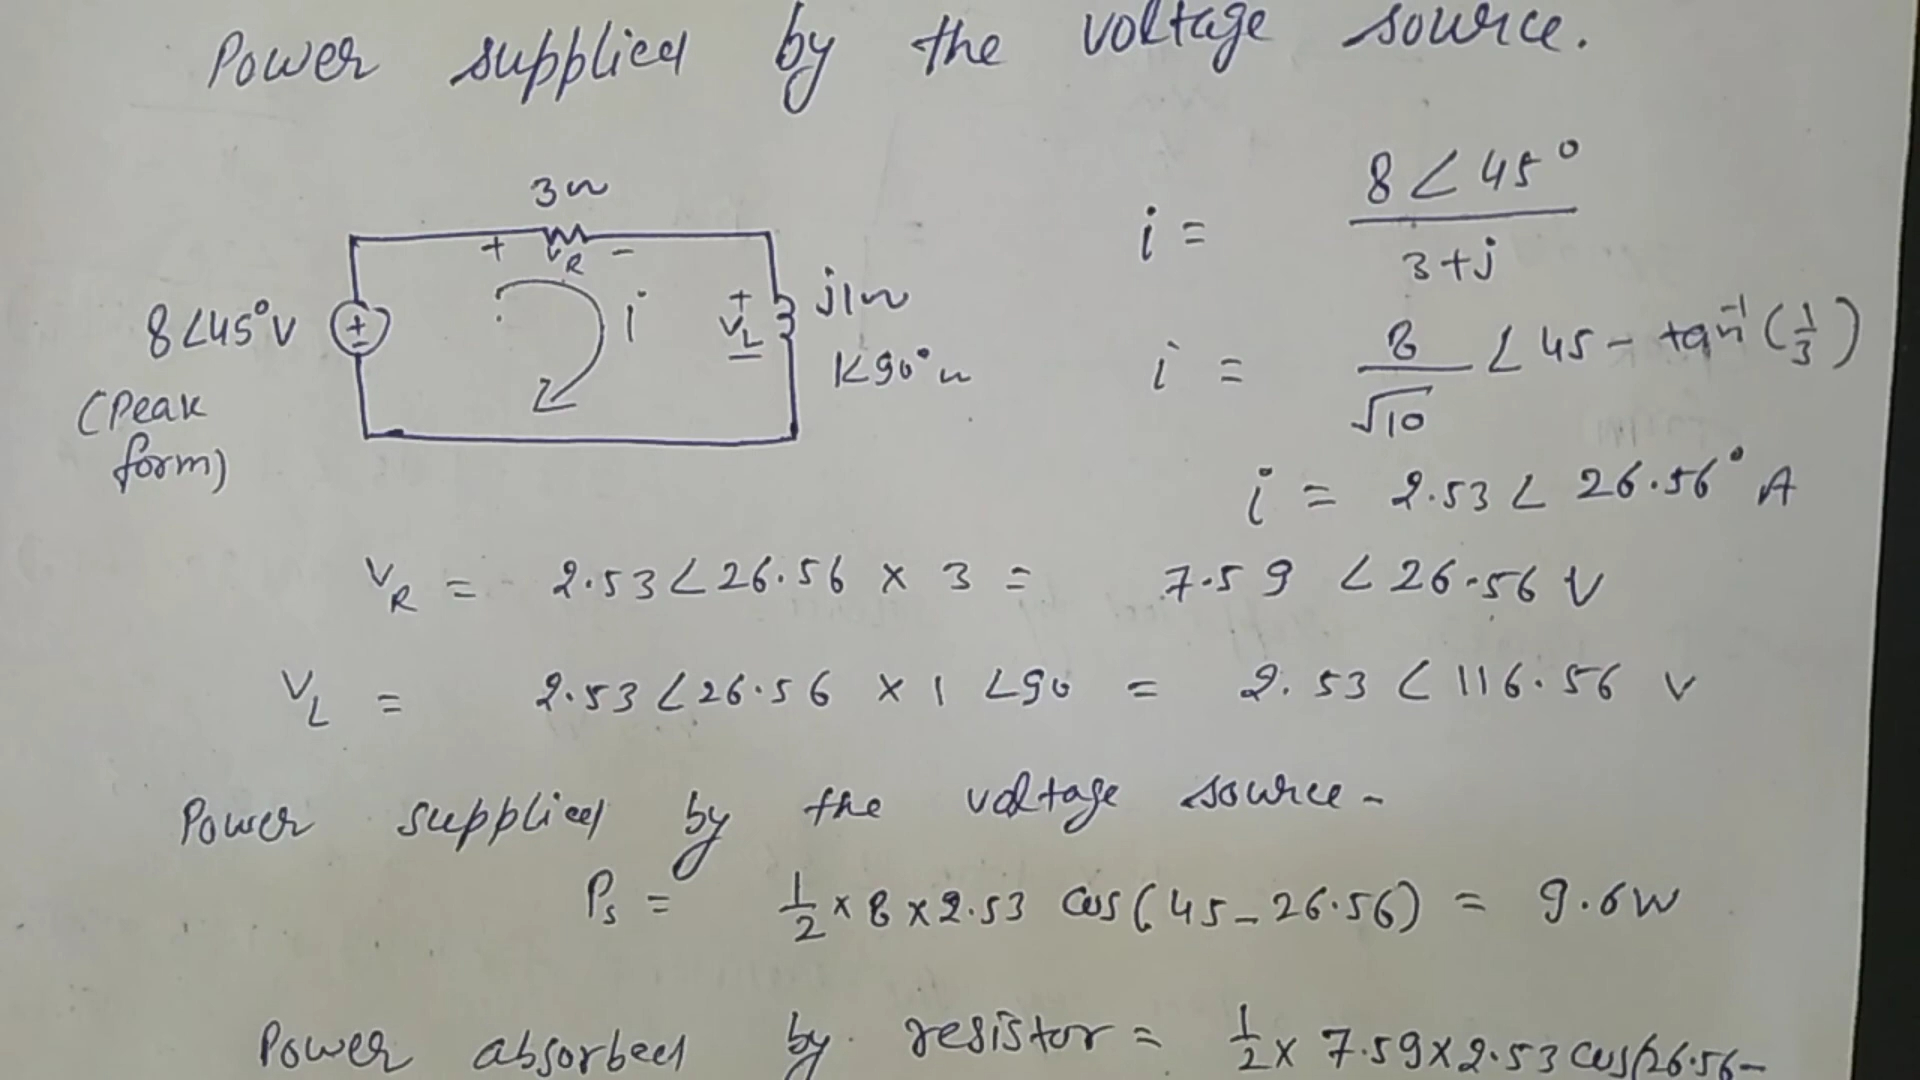 Power supplied by the voltage source.
3Ω
+ VR -
8∠45°V
(Peak form)
+
-
i
+
VL
-
j1Ω
1∠90°Ω
i = 8∠45° / 3+j
i = 8/√10 ∠45 - tan⁻¹(1/3)
i = 2.53∠26.56° A
VR = 2.53∠26.56 × 3 = 7.59 ∠26.56 V
VL = 2.53∠26.56 × 1∠90 = 2.53∠116.56 V
Power supplied by the voltage source-
Ps = 1/2 × 8 × 2.53 cos(45-26.56) = 9.6W
Power absorbed by resistor = 1/2 × 7.59×2.53 cos(26.56-